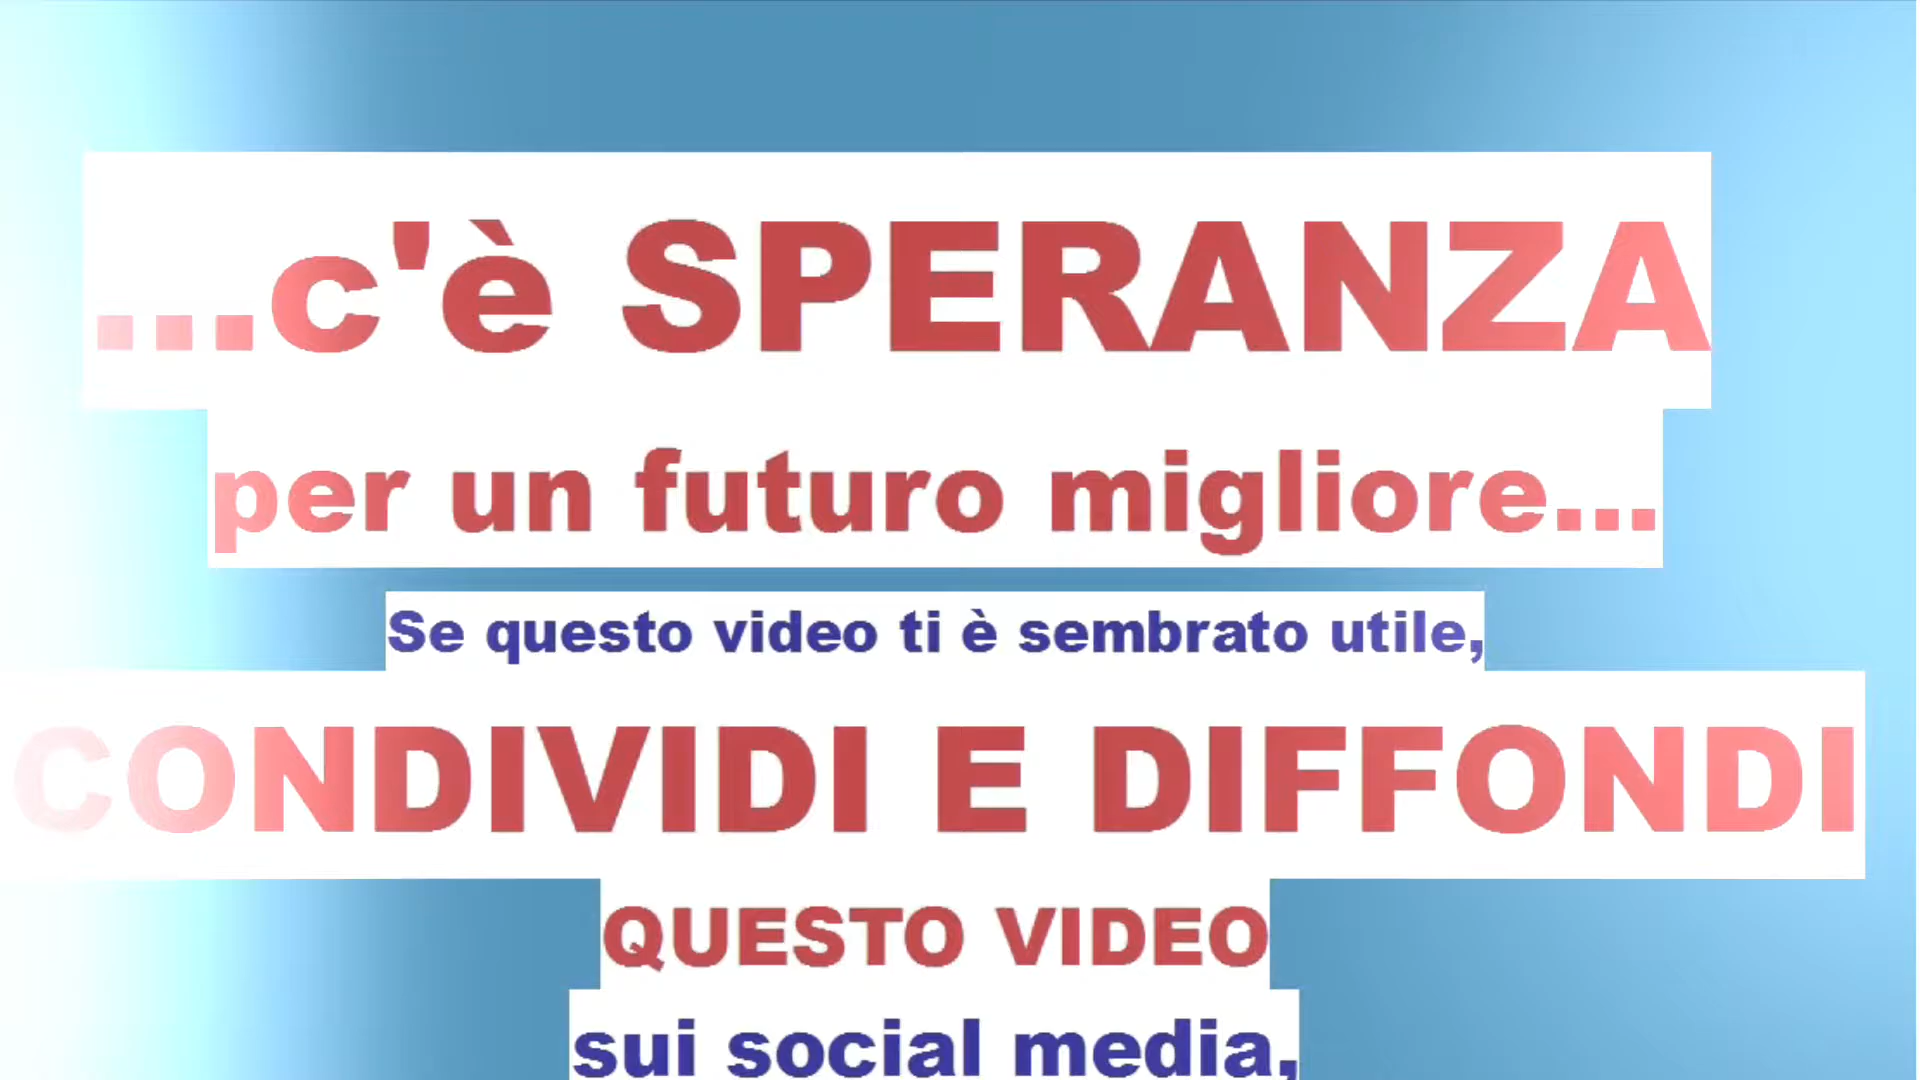 ...c'è SPERANZA
per un futuro migliore...
Se questo video ti è sembrato utile,
CONDIVIDI E DIFFONDI
QUESTO VIDEO
sui social media,